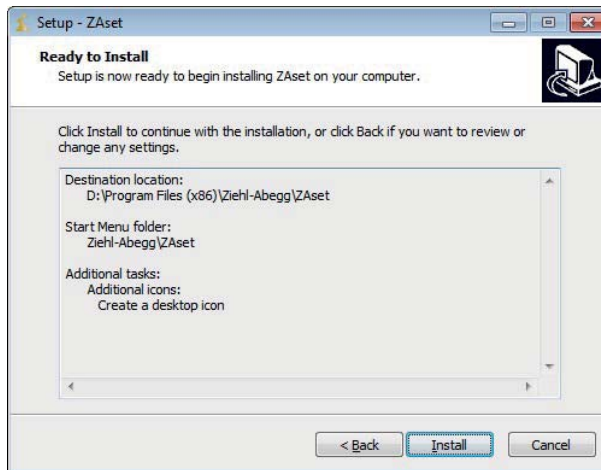 Setup - ZAset
Ready to Install
Setup is now ready to begin installing ZAset on your computer.
Click Install to continue with the installation, or click Back if you want to review or
change any settings.
Destination location:
D:\Program Files (x86)\Ziehl-Abegg\ZAset
Start Menu folder:
Ziehl-Abegg\ZAset
Additional tasks:
Additional icons:
Create a desktop icon
< Back
Install
Cancel